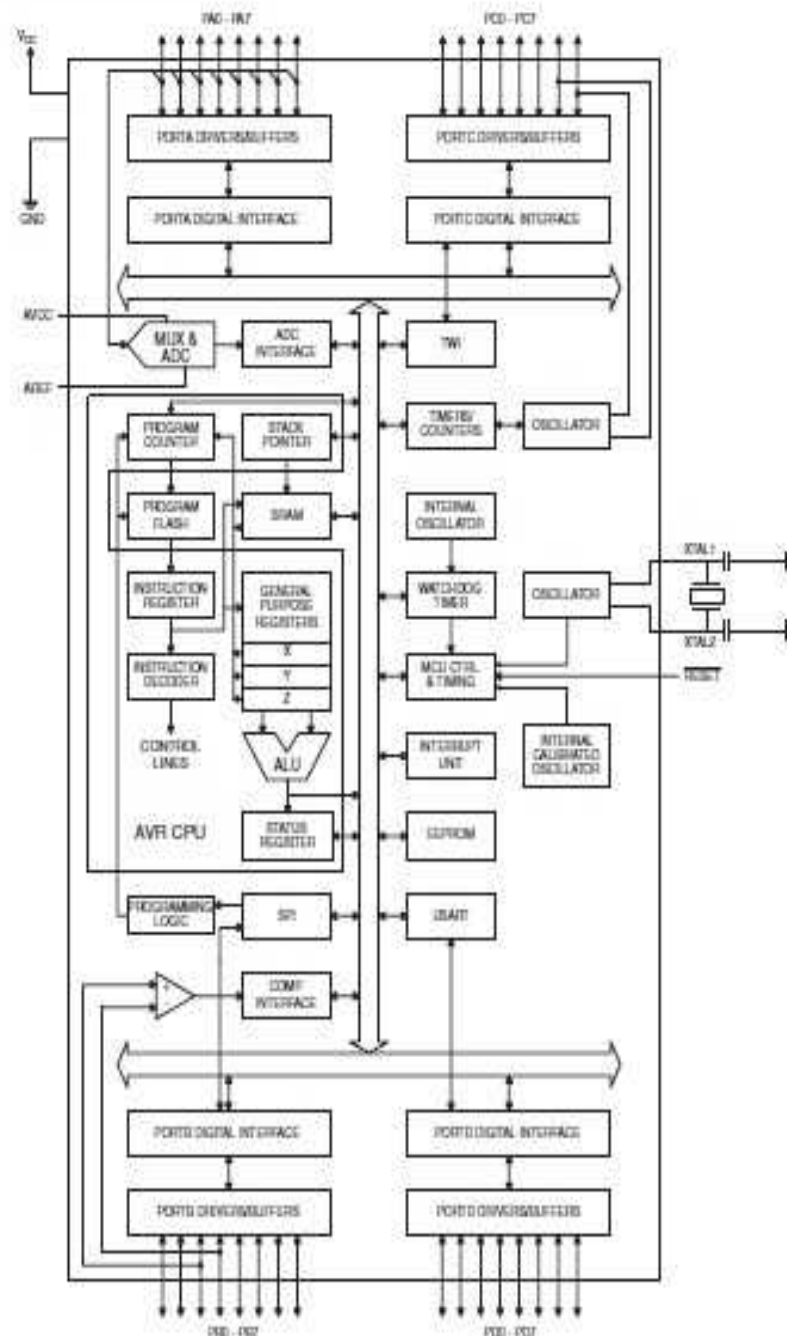 PA0 - PA7
PC0 - PC7
VCC
PORTA DRIVERS/BUFFERS
PORTC DRIVERS/BUFFERS
GND
PORTA DIGITAL INTERFACE
PORTC DIGITAL INTERFACE
AVCC
MUX &
ADC
ADC
INTERFACE
TWI
AREF
PROGRAM
COUNTER
STACK
POINTER
TIMERS/
COUNTERS
OSCILLATOR
PROGRAM
FLASH
SRAM
INTERNAL
OSCILLATOR
XTAL1
INSTRUCTION
REGISTER
GENERAL
PURPOSE
REGISTERS
WATCHDOG
TIMER
OSCILLATOR
XTAL2
X
Y
Z
INSTRUCTION
DECODER
MCU CTRL.
& TIMING
RESET
CONTROL
LINES
ALU
INTERRUPT
UNIT
INTERNAL
CALIBRATED
OSCILLATOR
AVR CPU
STATUS
REGISTER
EEPROM
PROGRAMMING
LOGIC
SPI
USART
+
-
COMP.
INTERFACE
PORTB DIGITAL INTERFACE
PORTD DIGITAL INTERFACE
PORTB DRIVERS/BUFFERS
PORTD DRIVERS/BUFFERS
PB0 - PB7
PD0 - PD7